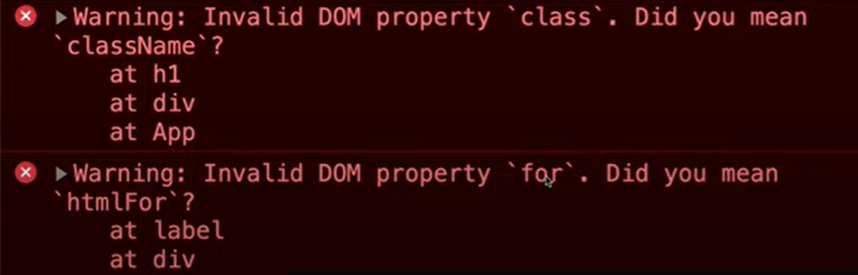 Warning: Invalid DOM property `class`. Did you mean
`className`?
at h1
at div
at App
Warning: Invalid DOM property `for`. Did you mean
`htmlFor`?
at label
at div